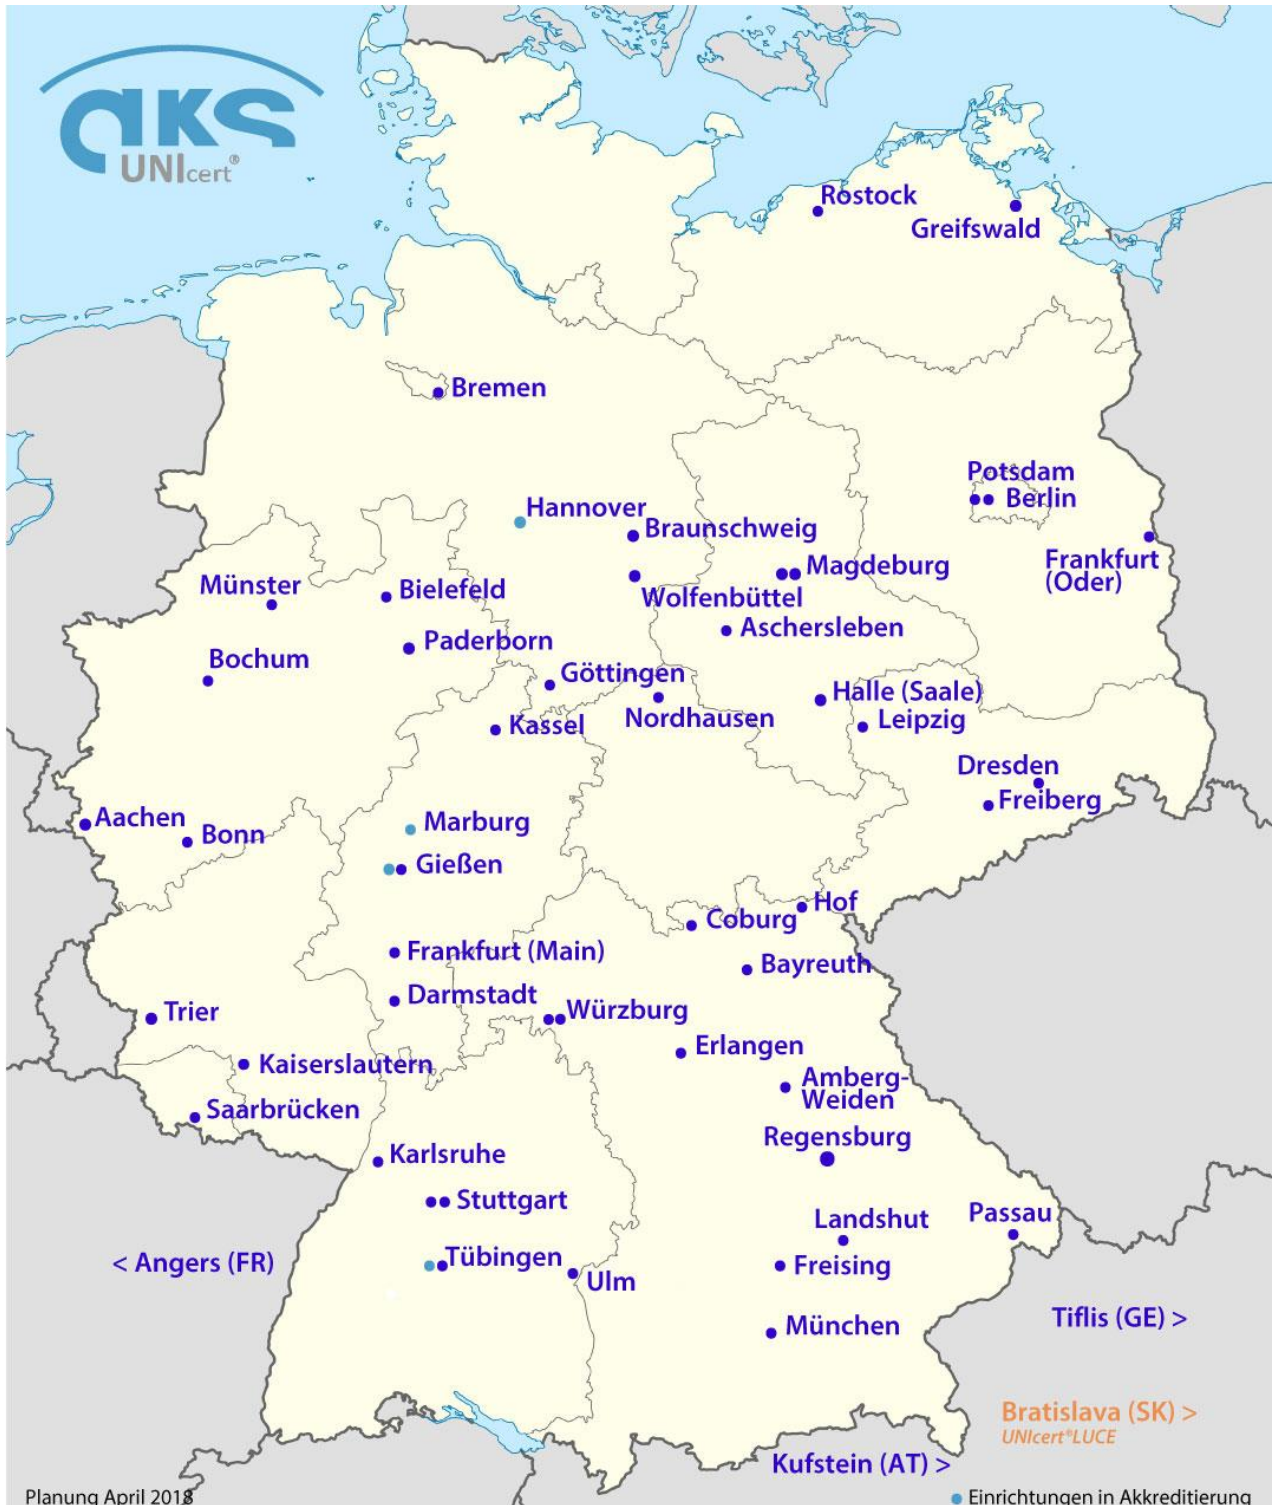 aks
UNIcert®
Rostock
Greifswald
Bremen
Potsdam
Berlin
Hannover
Braunschweig
Frankfurt
(Oder)
Magdeburg
Münster
Bielefeld
Wolfenbüttel
Aschersleben
Paderborn
Bochum
Göttingen
Halle (Saale)
Nordhausen
Leipzig
Kassel
Dresden
Freiberg
Aachen
Bonn
Marburg
Gießen
Hof
Coburg
Frankfurt (Main)
Bayreuth
Darmstadt
Würzburg
Trier
Erlangen
Kaiserslautern
Amberg-
Weiden
Saarbrücken
Regensburg
Karlsruhe
Stuttgart
Landshut
Passau
< Angers (FR)
Tübingen
Ulm
Freising
Tiflis (GE) >
München
Bratislava (SK) >
UNIcert®LUCE
Kufstein (AT) >
Planung April 2018
Einrichtungen in Akkreditierung